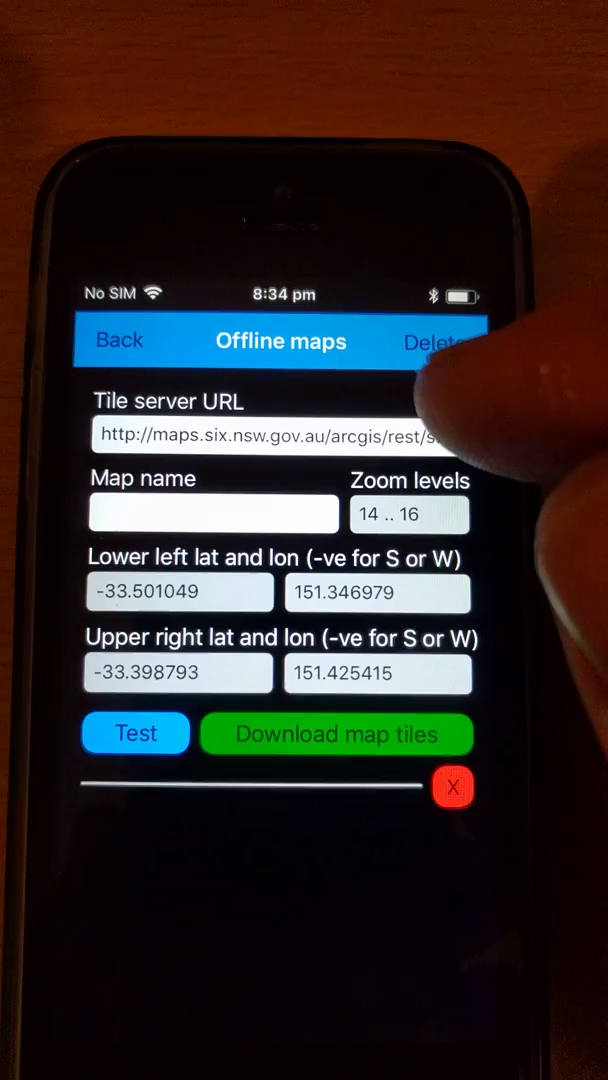 No SIM 8:34 pm
Back Offline maps
Tile server URL
http://maps.six.nsw.gov.au/arcgis/rest/s
Map name Zoom levels
14 .. 16
Lower left lat and lon (-ve for S or W)
-33.501049 151.346979
Upper right lat and lon (-ve for S or W)
-33.398793 151.425415
Test Download map tiles
X